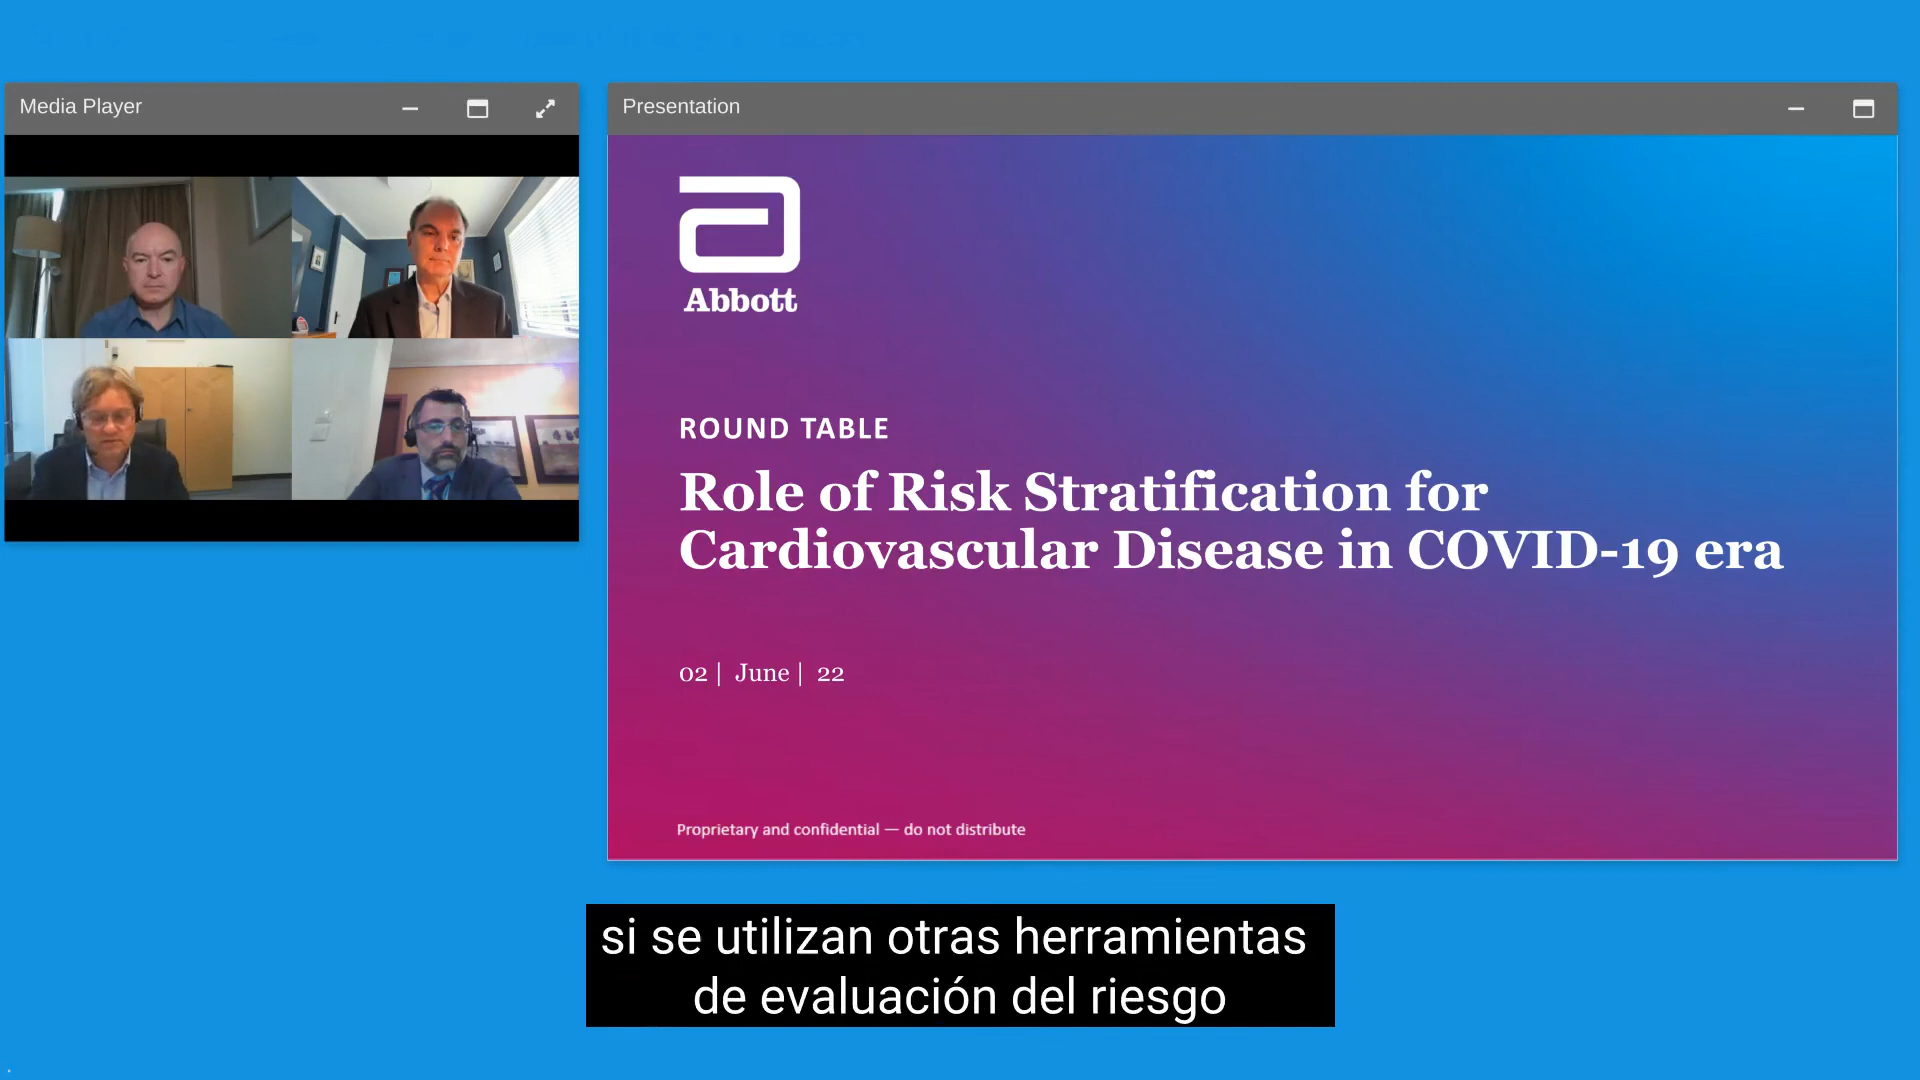 Media Player
Presentation
Abbott
ROUND TABLE
Role of Risk Stratification for
Cardiovascular Disease in COVID-19 era
02 | June | 22
Proprietary and confidential — do not distribute
si se utilizan otras herramientas
de evaluación del riesgo